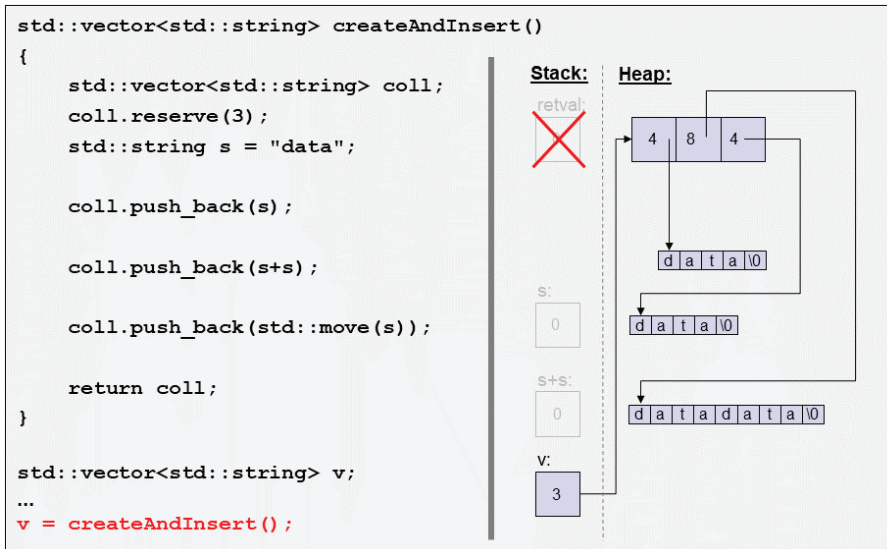 std::vector<std::string> createAndInsert()
{
std::vector<std::string> coll;
coll.reserve(3);
std::string s = "data";
coll.push_back(s);
coll.push_back(s+s);
coll.push_back(std::move(s));
return coll;
}
std::vector<std::string> v;
...
v = createAndInsert();
Stack: Heap:
retval:
4 8 4
d a t a \0
s:
0
d a t a \0
s+s:
0
d a t a d a t a \0
v:
3